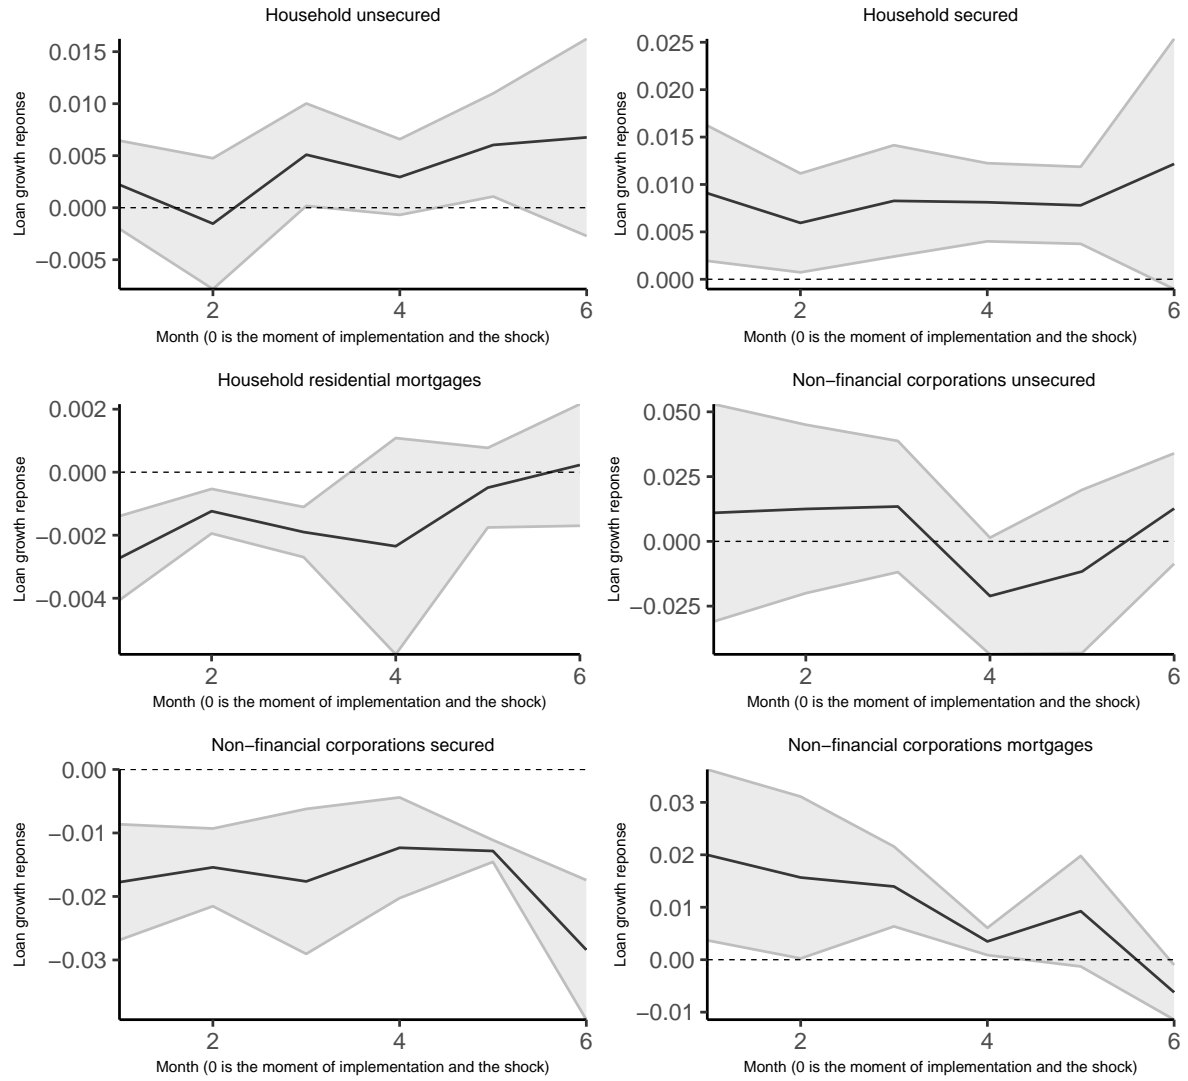 Household unsecured
Loan growth reponse
0.015
0.010
0.005
0.000
−0.005
2
4
6
Month (0 is the moment of implementation and the shock)
Household secured
Loan growth reponse
0.025
0.020
0.015
0.010
0.005
0.000
2
4
6
Month (0 is the moment of implementation and the shock)
Household residential mortgages
Loan growth reponse
0.002
0.000
−0.002
−0.004
2
4
6
Month (0 is the moment of implementation and the shock)
Non−financial corporations unsecured
Loan growth reponse
0.050
0.025
0.000
−0.025
2
4
6
Month (0 is the moment of implementation and the shock)
Non−financial corporations secured
Loan growth reponse
0.00
−0.01
−0.02
−0.03
2
4
6
Month (0 is the moment of implementation and the shock)
Non−financial corporations mortgages
Loan growth reponse
0.03
0.02
0.01
0.00
−0.01
2
4
6
Month (0 is the moment of implementation and the shock)